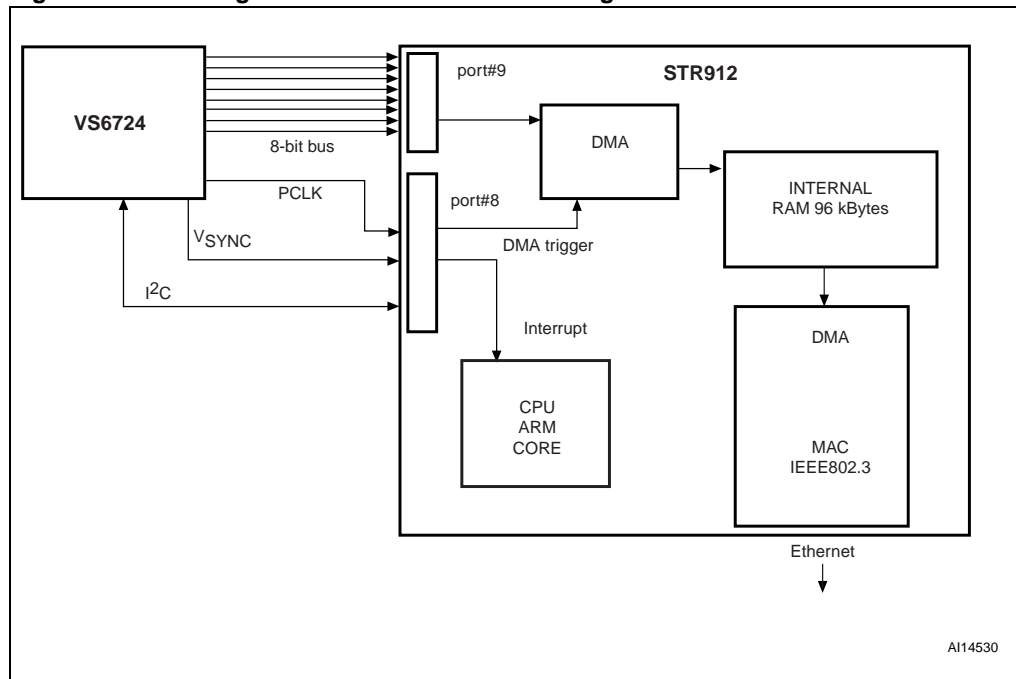 VS6724
8-bit bus
PCLK
VSYNC
I2C
STR912
port#9
port#8
DMA
DMA trigger
Interrupt
INTERNAL
RAM 96 kBytes
CPU
ARM
CORE
DMA
MAC
IEEE802.3
Ethernet
AI14530